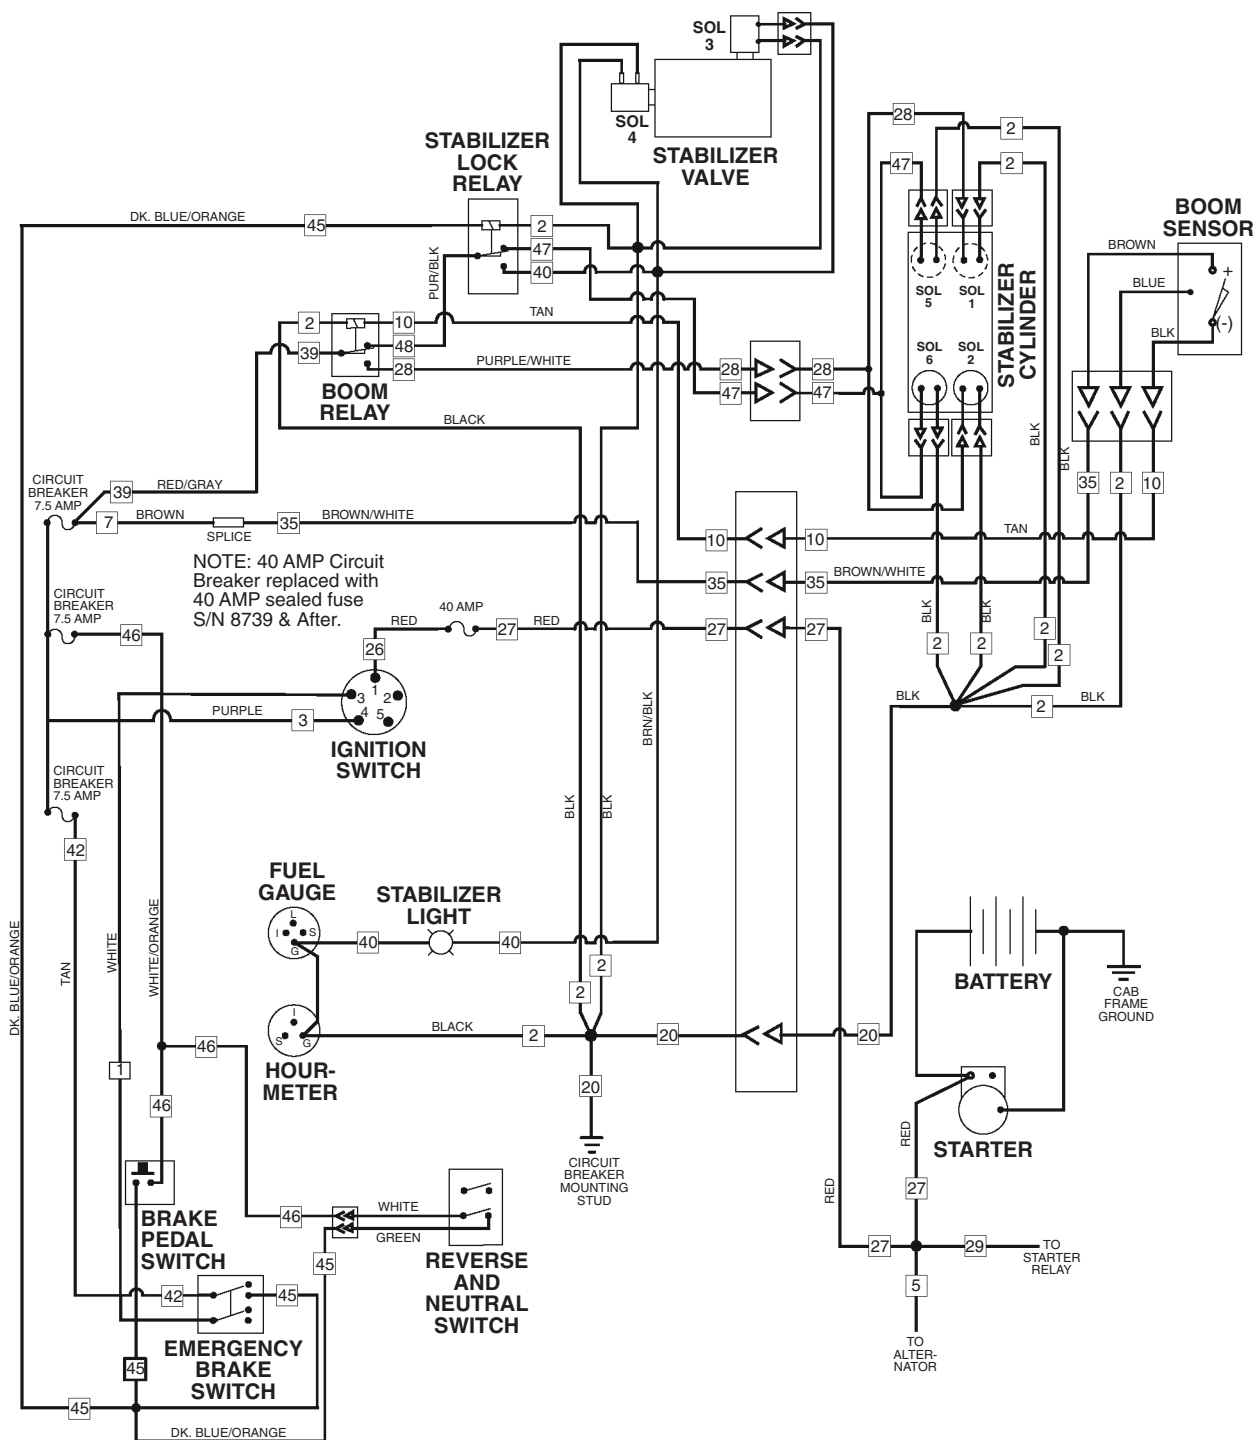 SOL
3
28
2
SOL
4
STABILIZER
VALVE
STABILIZER
LOCK
RELAY
47
2
BOOM
SENSOR
DK. BLUE/ORANGE
45
2
47
40
PUR/BLK
BROWN
+
BLUE
BLK
(-)
SOL
5
SOL
1
SOL
6
SOL
2
STABILIZER
CYLINDER
2
10
TAN
39
48
28
PURPLE/WHITE
28
28
47
47
BOOM
RELAY
BLACK
BLK
BLK
CIRCUIT
BREAKER
7.5 AMP
39
RED/GRAY
35
2
10
7
BROWN
SPLICE
35
BROWN/WHITE
10
10
TAN
NOTE: 40 AMP Circuit
Breaker replaced with
40 AMP sealed fuse
S/N 8739 & After.
35
35
BROWN/WHITE
CIRCUIT
BREAKER
7.5 AMP
46
RED
40 AMP
27
RED
27
27
BLK
BLK
26
2
2
2
2
1
3
2
4
5
PURPLE
3
IGNITION
SWITCH
BRN/BLK
BLK
2
BLK
CIRCUIT
BREAKER
7.5 AMP
42
BLK
BLK
FUEL
GAUGE
L
I
S
G
STABILIZER
LIGHT
40
40
DK. BLUE/ORANGE
TAN
WHITE
WHITE/ORANGE
2
2
BATTERY
CAB
FRAME
GROUND
I
S
G
BLACK
2
20
20
HOUR-
METER
46
1
46
20
CIRCUIT
BREAKER
MOUNTING
STUD
RED
STARTER
27
RED
BRAKE
PEDAL
SWITCH
46
WHITE
GREEN
45
REVERSE
AND
NEUTRAL
SWITCH
27
29
TO
STARTER
RELAY
5
TO
ALTER-
NATOR
42
45
EMERGENCY
BRAKE
SWITCH
45
45
DK. BLUE/ORANGE